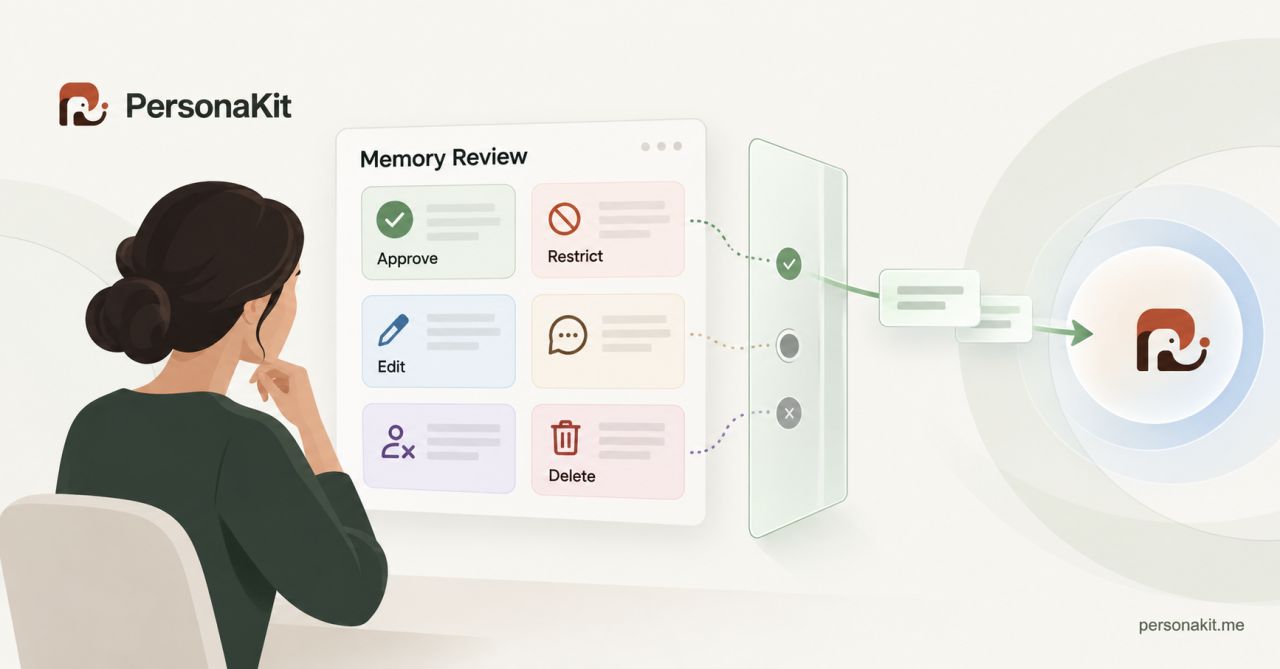 PersonaKit
Memory Review
Approve
Restrict
Edit
Delete
personakit.me